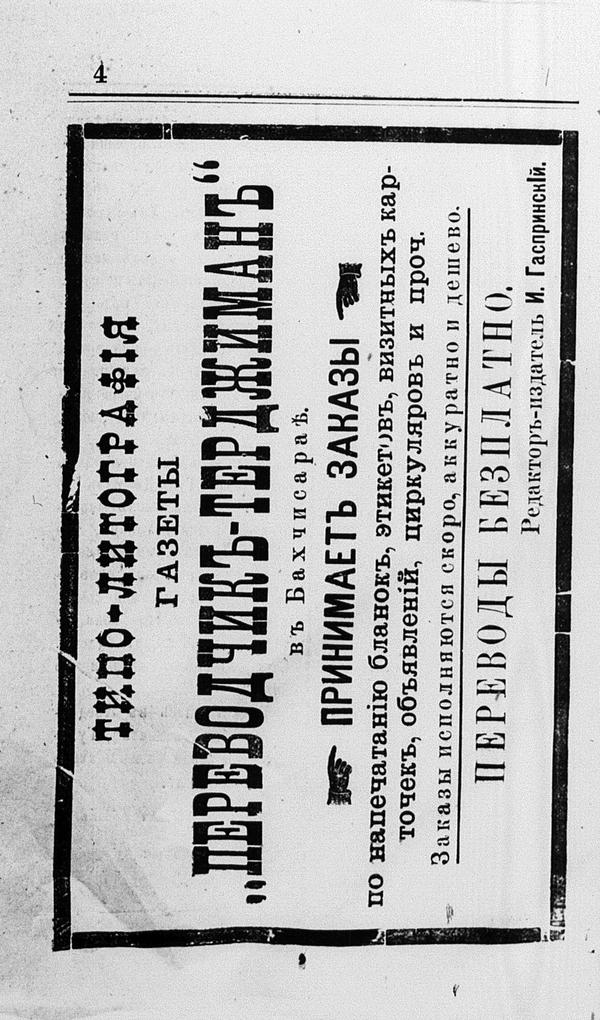 4
ТИПО-ЛИТОГРАФІЯ
ГАЗЕТЫ
„ПЕРЕВОДЧИКЪ-ТЕРДЖИМАНЪ“
въ Бахчисараѣ.
ПРИНИМАЕТЪ ЗАКАЗЫ
по напечатанію бланокъ, этикетовъ, визитныхъ кар-
точекъ, объявленій, циркуляровъ и проч.
Заказы исполняются скоро, аккуратно и дешево.
ПЕРЕВОДЫ БЕЗПЛАТНО.
Редакторъ-издатель И. Гаспринскій.